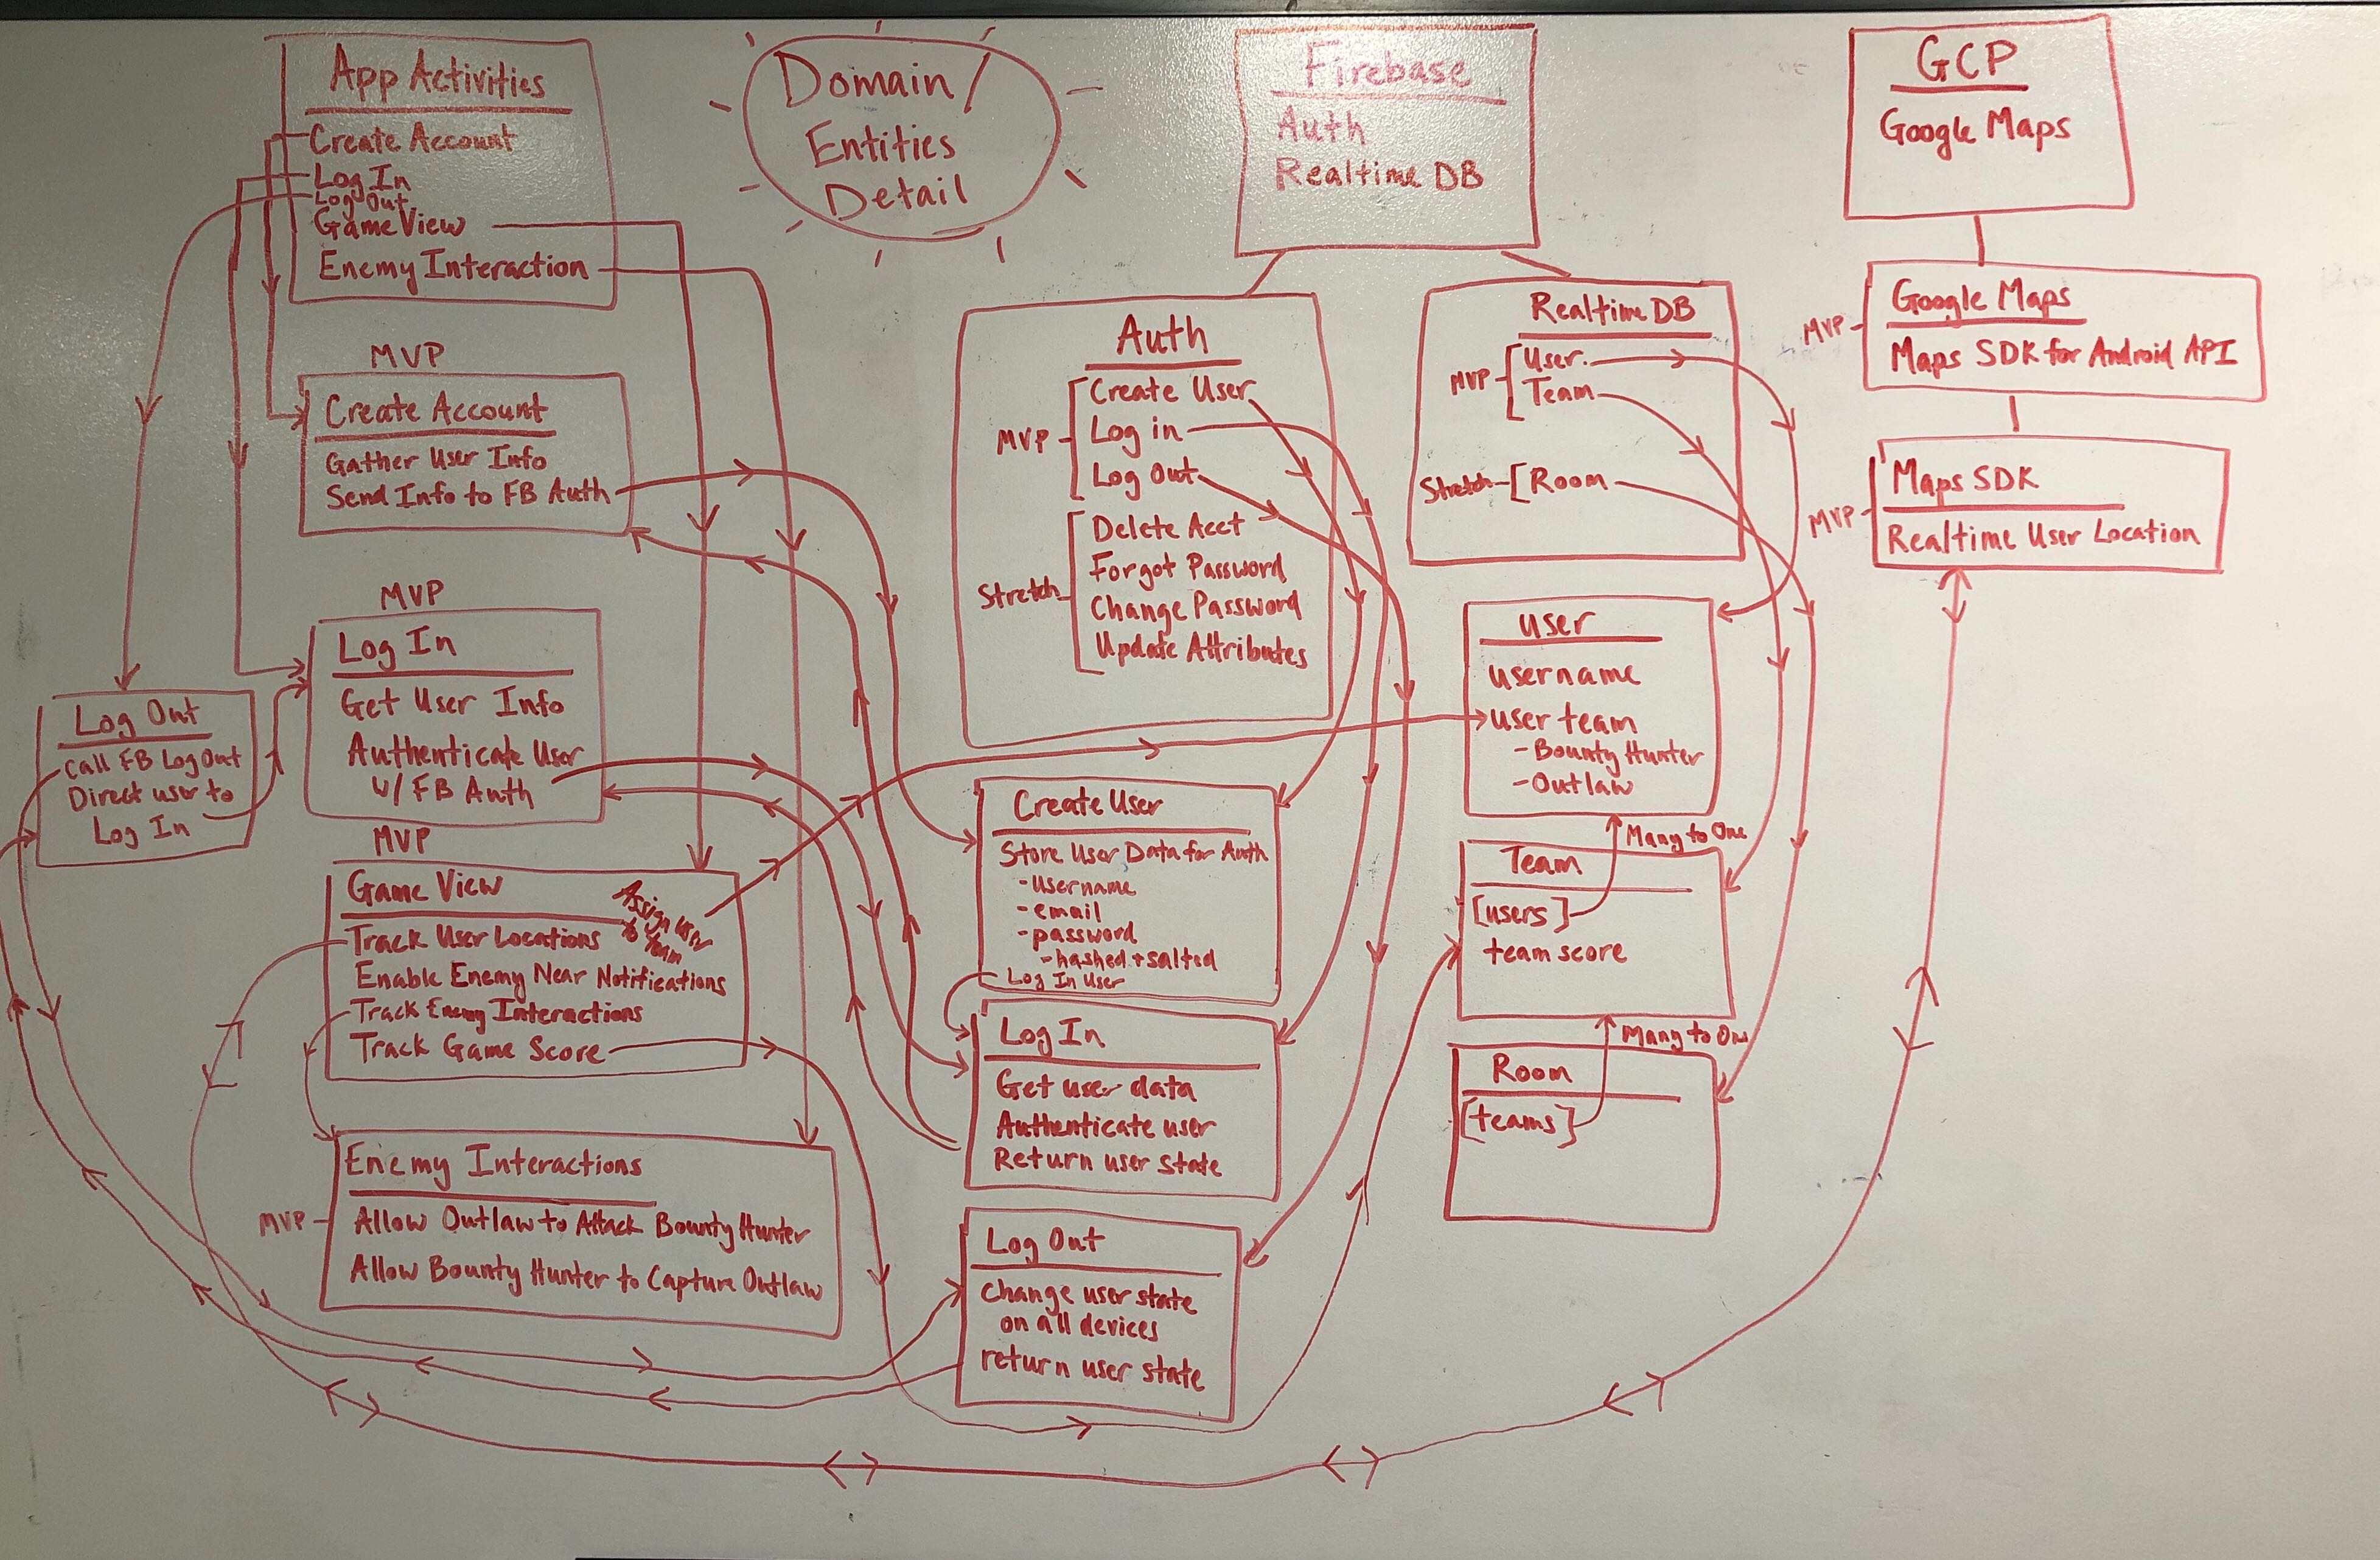 App Activities
Create Account
Log In
Log Out
Game View
Enemy Interaction
Domain/
Entities
Detail
Firebase
Auth
Realtime DB
GCP
Google Maps
MVP
Create Account
Gather User Info
Send Info to FB Auth
MVP
Log In
Get User Info
Authenticate User
w/ FB Auth
Log Out
Call FB LogOut
Direct user to
Log In
MVP
Game View
Assign User
to Team
Track User Locations
Enable Enemy Near Notifications
Track Enemy Interactions
Track Game Score
MVP
Enemy Interactions
Allow Outlaw to Attack Bounty Hunter
Allow Bounty Hunter to Capture Outlaw
Auth
MVP
Create User
Log in
Log Out
Stretch
Delete Acct
Forgot Password
Change Password
Update Attributes
Create User
Store User Data for Auth
-username
-email
-password
-hashed + salted
Log In User
Log In
Get user data
Authenticate user
Return user state
Log Out
change user state
on all devices
return user state
Realtime DB
MVP
User
Team
Stretch
Room
user
username
user team
-Bounty Hunter
-Outlaw
Many to One
Team
[users]
team score
Many to One
Room
[teams]
MVP
Google Maps
Maps SDK for Android API
MVP
Maps SDK
Realtime User Location